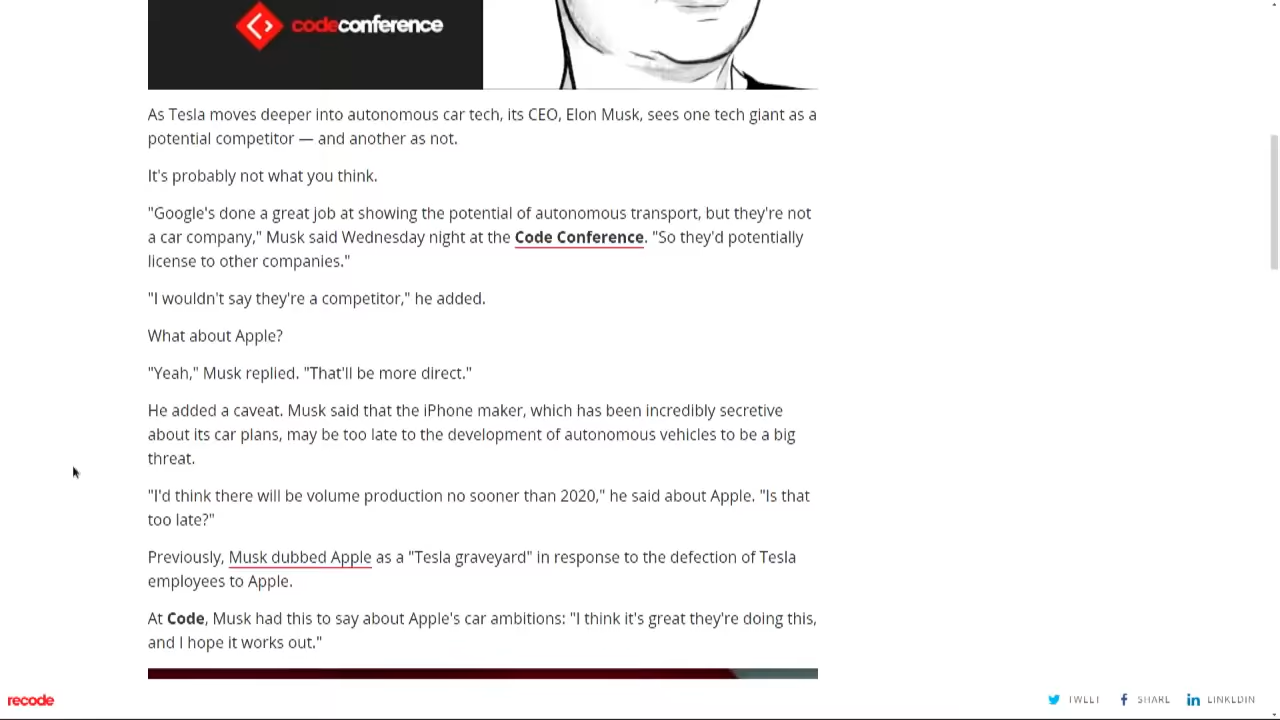 codeconference
As Tesla moves deeper into autonomous car tech, its CEO, Elon Musk, sees one tech giant as a
potential competitor — and another as not.
It's probably not what you think.
"Google's done a great job at showing the potential of autonomous transport, but they're not
a car company," Musk said Wednesday night at the Code Conference. "So they'd potentially
license to other companies."
"I wouldn't say they're a competitor," he added.
What about Apple?
"Yeah," Musk replied. "That'll be more direct."
He added a caveat. Musk said that the iPhone maker, which has been incredibly secretive
about its car plans, may be too late to the development of autonomous vehicles to be a big
threat.
"I'd think there will be volume production no sooner than 2020," he said about Apple. "Is that
too late?"
Previously, Musk dubbed Apple as a "Tesla graveyard" in response to the defection of Tesla
employees to Apple.
At Code, Musk had this to say about Apple's car ambitions: "I think it's great they're doing this,
and I hope it works out."
recode TWEET SHARE LINKEDIN